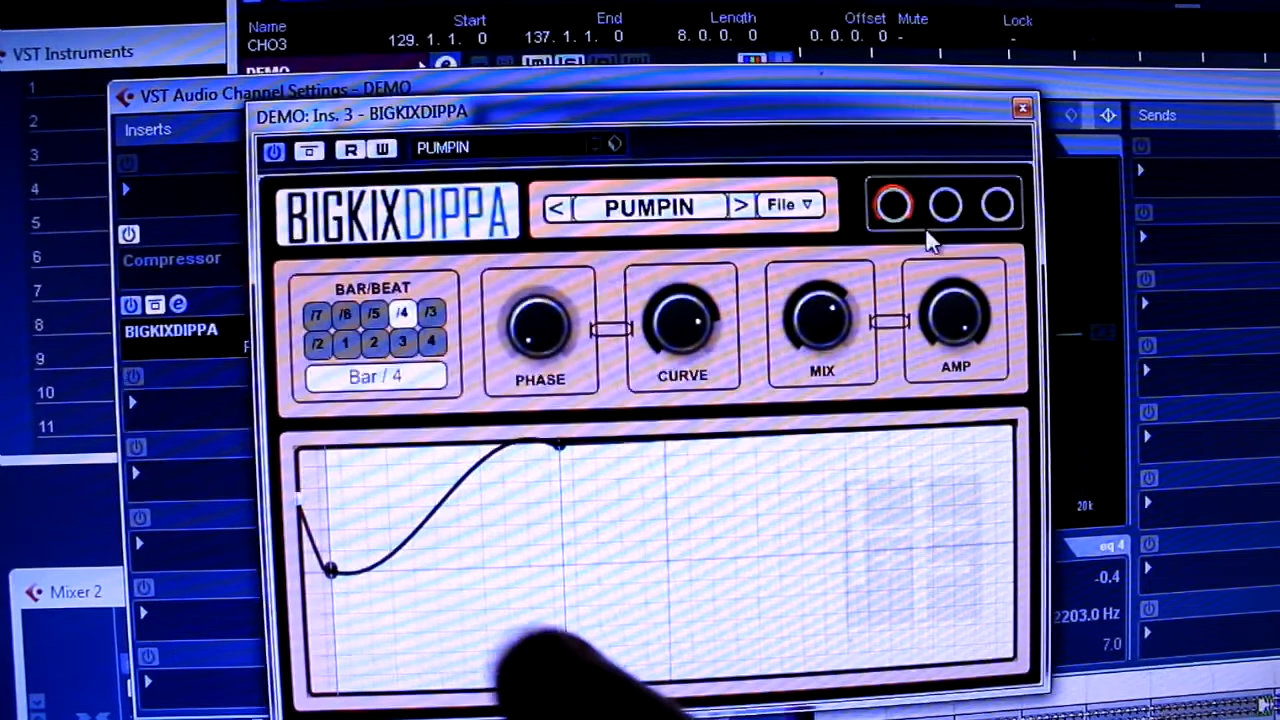 Name Start End Length Offset Mute Lock
CHO3 129. 1. 1. 0 137. 1. 1. 0 8. 0. 0. 0 0. 0. 0. 0 - -
DEMO
VST Instruments
1
2
3
4
5
6
7
8
9
10
11
VST Audio Channel Settings - DEMO
Inserts
Compressor
e
BIGKIXDIPPA
DEMO: Ins. 3 - BIGKIXDIPPA
R W PUMPIN
BIGKIXDIPPA
< PUMPIN > File
BAR/BEAT
/7 /6 /5 /4 /3
/2 1 2 3 4
Bar / 4
PHASE
CURVE
MIX
AMP
Sends
20k
eq 4
-0.4
2203.0 Hz
7.0
Mixer 2